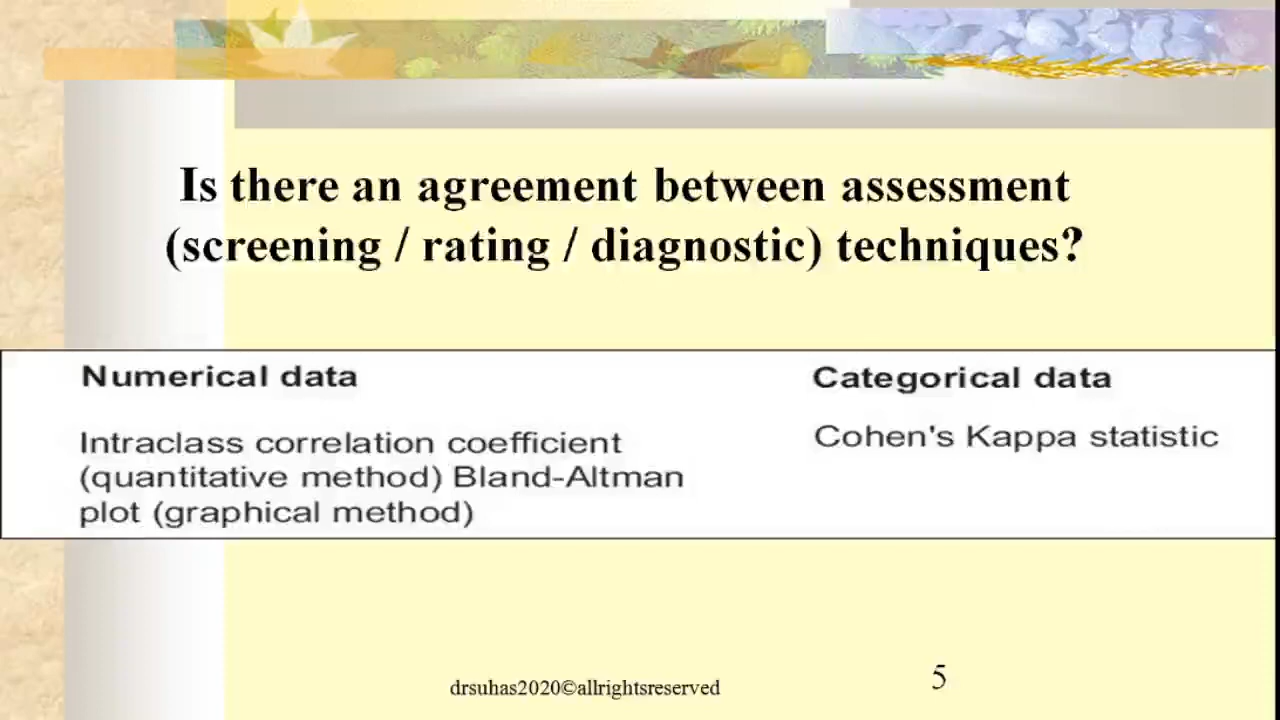 Is there an agreement between assessment
(screening / rating / diagnostic) techniques?
Numerical data
Intraclass correlation coefficient
(quantitative method) Bland-Altman
plot (graphical method)
Categorical data
Cohen's Kappa statistic
drsuhas2020©allrightsreserved
5